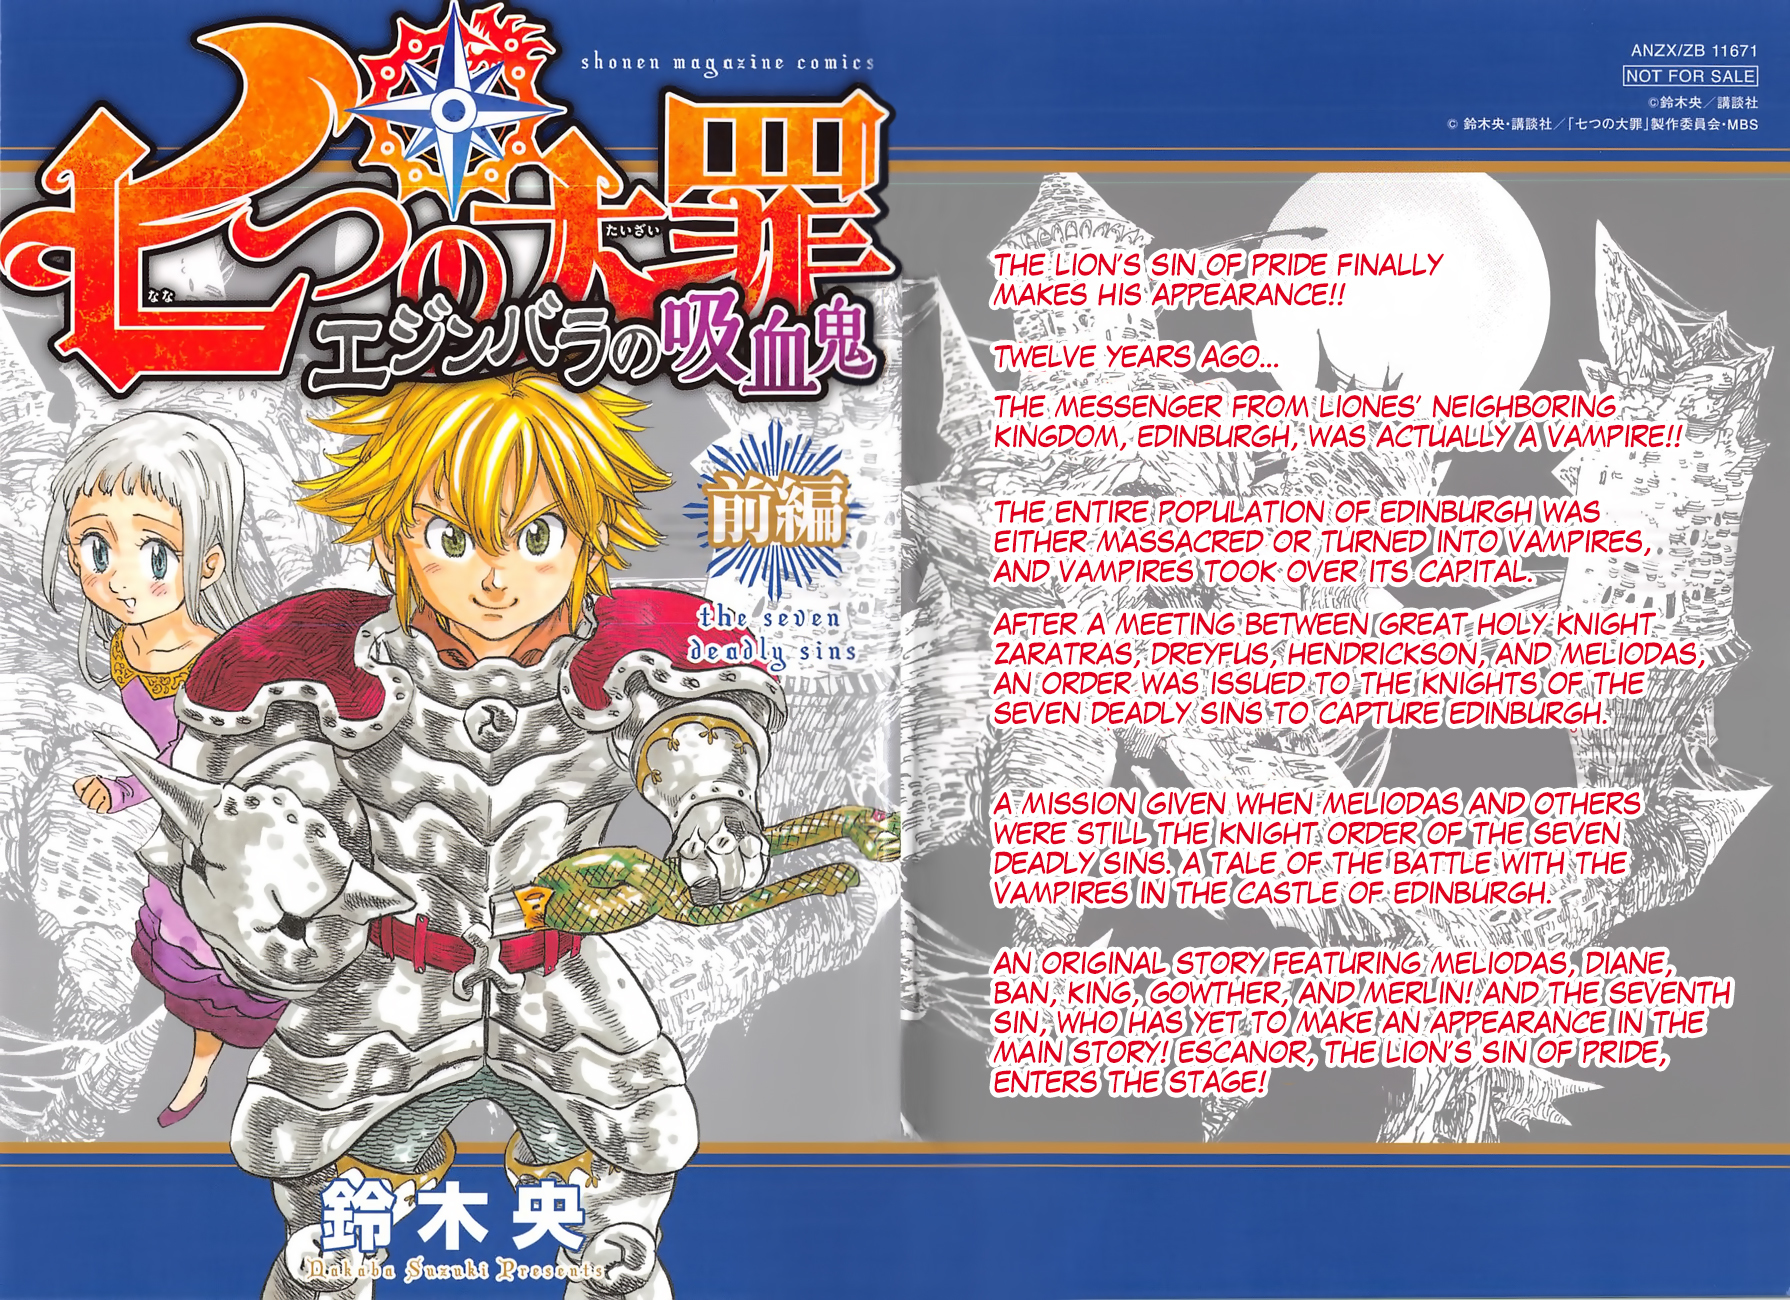 shonen magazine comics
七つの大罪
なな
たいざい
エジンバラの吸血鬼
前編
the seven
deadly sins
鈴木央
Nakaba Suzuki Presents
ANZX/ZB 11671
NOT FOR SALE
©鈴木央／講談社
© 鈴木央・講談社／「七つの大罪」製作委員会・MBS
THE LION'S SIN OF PRIDE FINALLY
MAKES HIS APPEARANCE!!
TWELVE YEARS AGO...
THE MESSENGER FROM LIONES' NEIGHBORING
KINGDOM, EDINBURGH, WAS ACTUALLY A VAMPIRE!!
THE ENTIRE POPULATION OF EDINBURGH WAS
EITHER MASSACRED OR TURNED INTO VAMPIRES,
AND VAMPIRES TOOK OVER ITS CAPITAL.
AFTER A MEETING BETWEEN GREAT HOLY KNIGHT
ZARATRAS, DREYFUS, HENDRICKSON, AND MELIODAS,
AN ORDER WAS ISSUED TO THE KNIGHTS OF THE
SEVEN DEADLY SINS TO CAPTURE EDINBURGH.
A MISSION GIVEN WHEN MELIODAS AND OTHERS
WERE STILL THE KNIGHT ORDER OF THE SEVEN
DEADLY SINS. A TALE OF THE BATTLE WITH THE
VAMPIRES IN THE CASTLE OF EDINBURGH.
AN ORIGINAL STORY FEATURING MELIODAS, DIANE,
BAN, KING, GOWTHER, AND MERLIN! AND THE SEVENTH
SIN, WHO HAS YET TO MAKE AN APPEARANCE IN THE
MAIN STORY! ESCANOR, THE LION'S SIN OF PRIDE,
ENTERS THE STAGE!